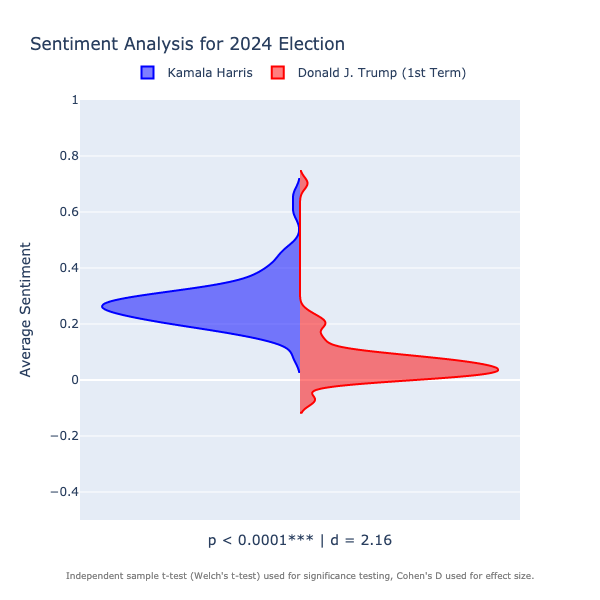 Sentiment Analysis for 2024 Election
Kamala Harris
Donald J. Trump (1st Term)
1
0.8
0.6
0.4
0.2
0
−0.2
−0.4
Average Sentiment
p < 0.0001*** | d = 2.16
Independent sample t-test (Welch's t-test) used for significance testing, Cohen's D used for effect size.